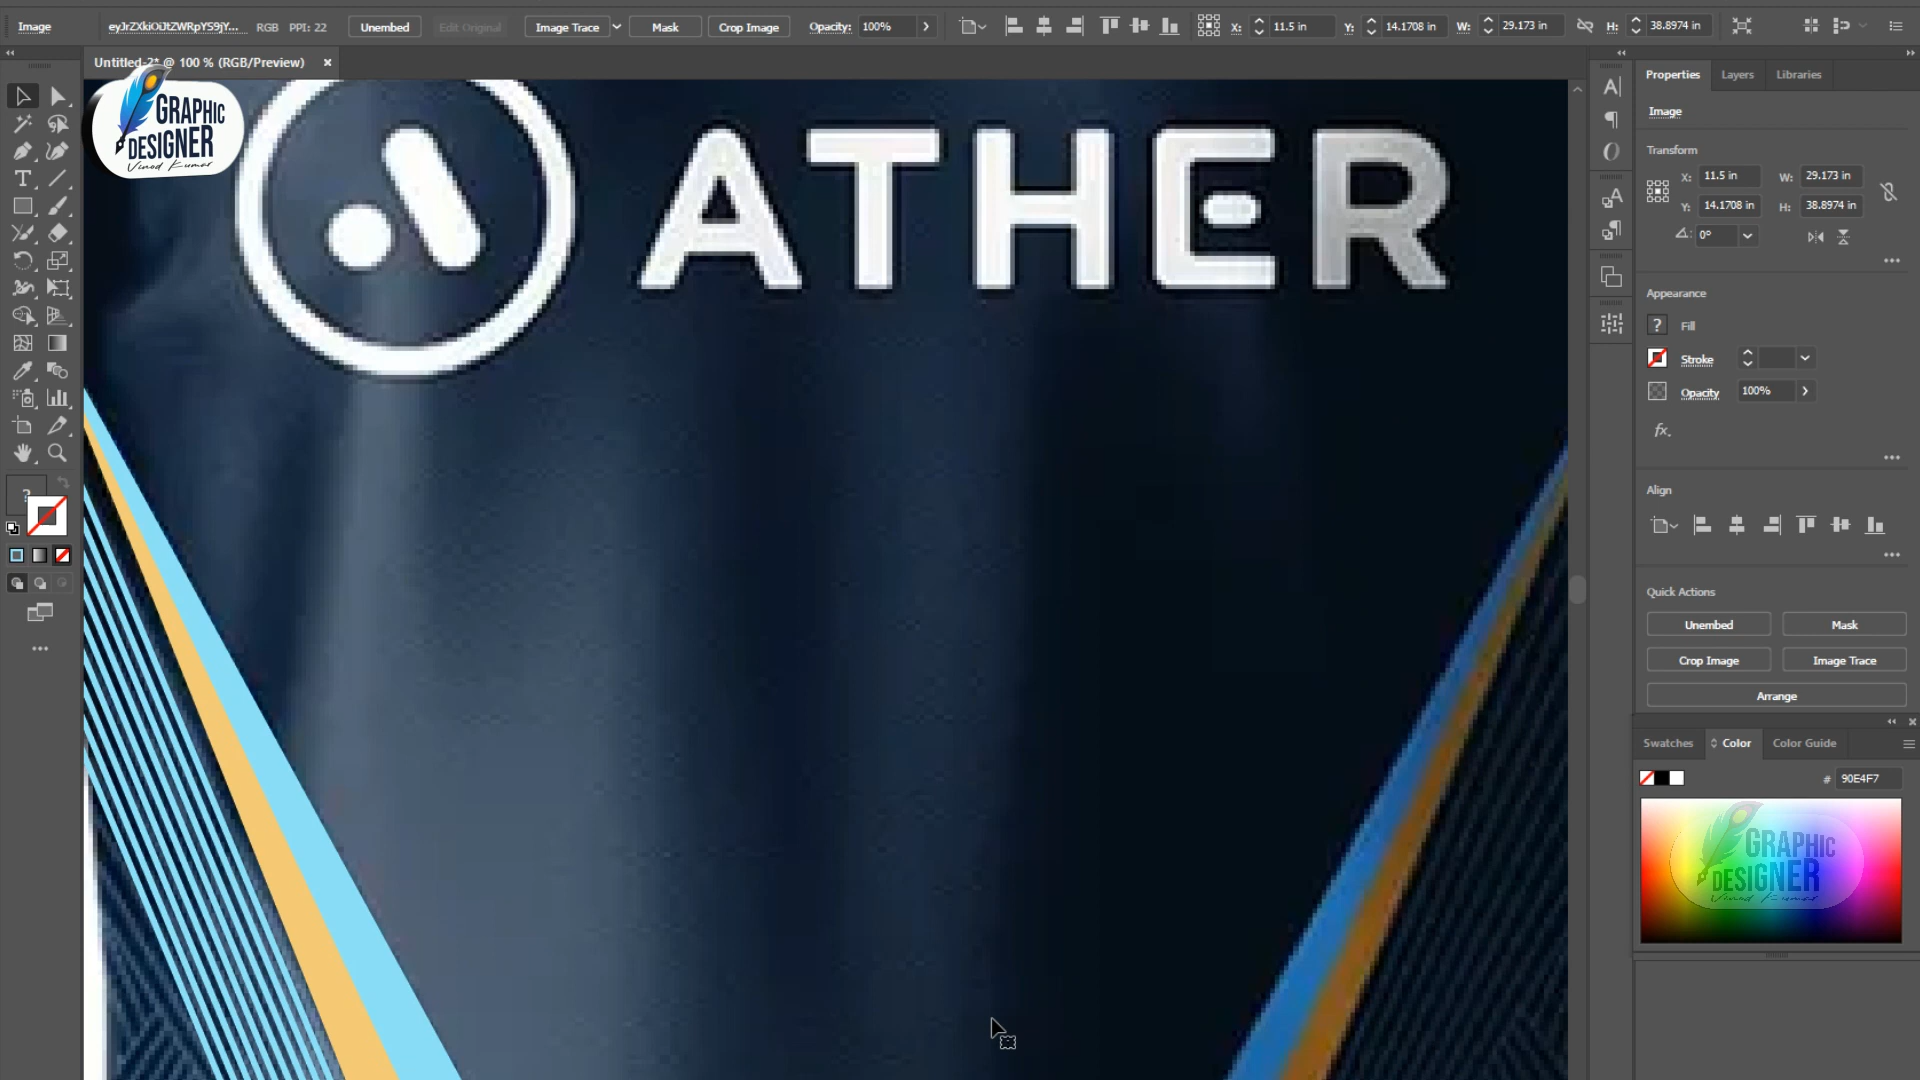 Image
eyJrZXkiOiJtZWRpYS9jY...
RGB
PPI: 22
Unembed
Edit Original
Image Trace
Mask
Crop Image
Opacity: 100%
X: 11.5 in
Y: 14.1708 in
W: 29.173 in
H: 38.8974 in
Untitled-2* @ 100 % (RGB/Preview)
GRAPHIC
DESIGNER
Vinod Kumar
ATHER
Properties
Layers
Libraries
Image
Transform
X: 11.5 in
W: 29.173 in
Y: 14.1708 in
H: 38.8974 in
0°
Appearance
? Fill
Stroke
Opacity 100%
fx.
Align
Quick Actions
Unembed
Mask
Crop Image
Image Trace
Arrange
Swatches
Color
Color Guide
# 90E4F7
GRAPHIC
DESIGNER
Vinod Kumar